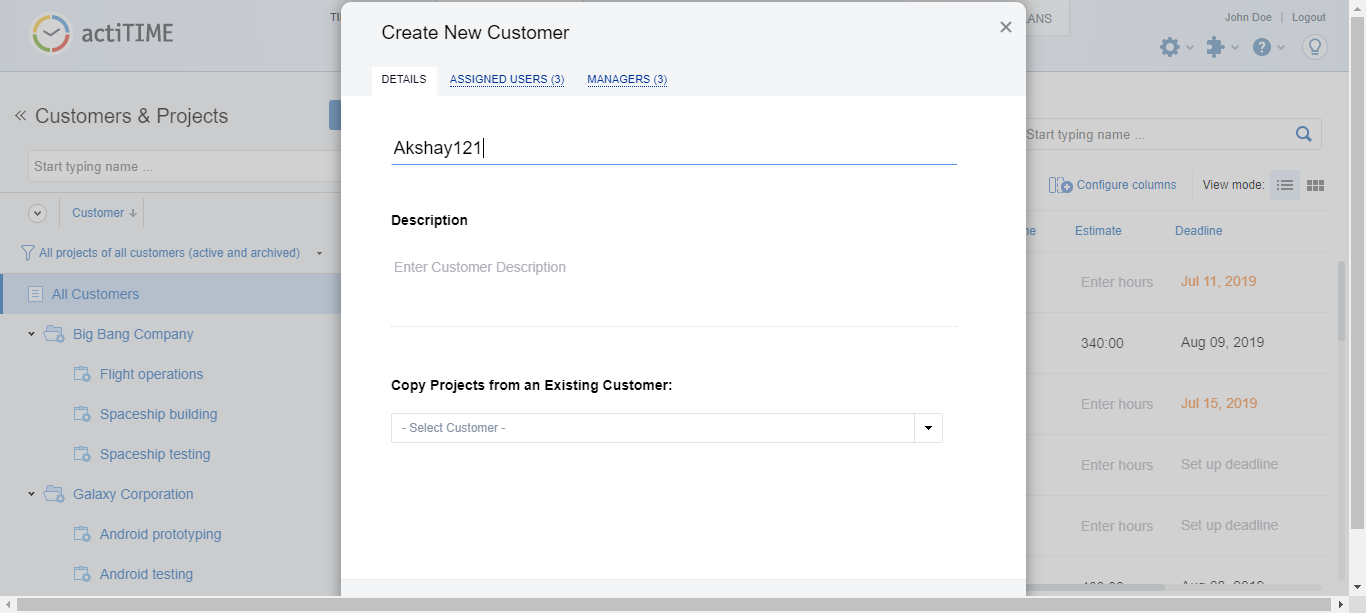 actiTIME
TI
LANS
John Doe | Logout
Create New Customer
DETAILS ASSIGNED USERS (3) MANAGERS (3)
Customers & Projects
Start typing name ...
Customer
All projects of all customers (active and archived)
All Customers
Big Bang Company
Flight operations
Spaceship building
Spaceship testing
Galaxy Corporation
Android prototyping
Android testing
Akshay121
Description
Enter Customer Description
Copy Projects from an Existing Customer:
- Select Customer -
Start typing name ...
Configure columns View mode:
ne Estimate Deadline
Enter hours Jul 11, 2019
340:00 Aug 09, 2019
Enter hours Jul 15, 2019
Enter hours Set up deadline
Enter hours Set up deadline